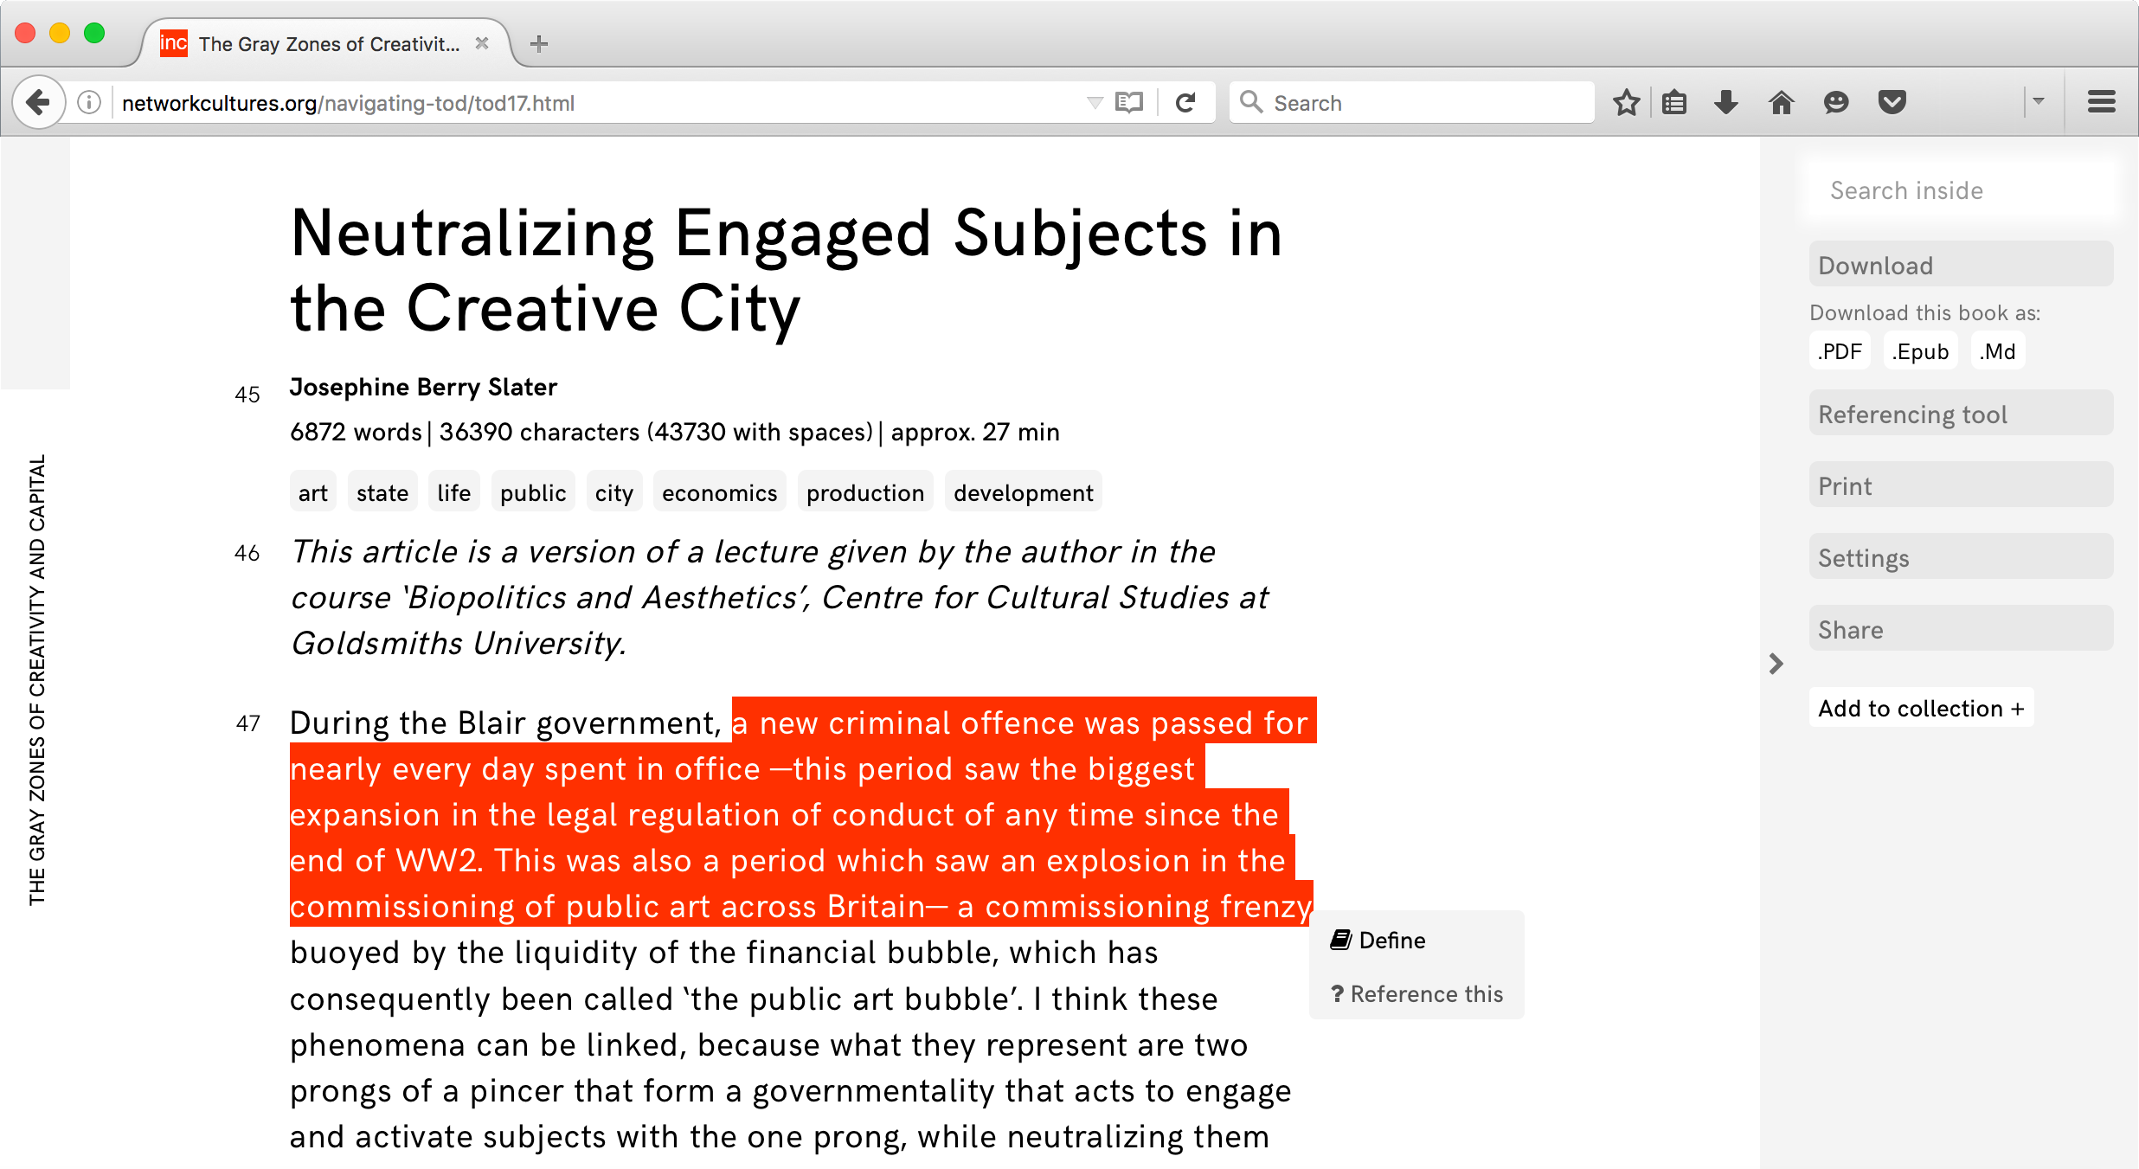 inc The Gray Zones of Creativit...
networkcultures.org/navigating-tod/tod17.html
Search
Neutralizing Engaged Subjects in
the Creative City
45 Josephine Berry Slater
6872 words| 36390 characters (43730 with spaces)| approx. 27 min
art state life public city economics production development
46 This article is a version of a lecture given by the author in the
course ‘Biopolitics and Aesthetics’, Centre for Cultural Studies at
Goldsmiths University.
47 During the Blair government, a new criminal offence was passed for
nearly every day spent in office —this period saw the biggest
expansion in the legal regulation of conduct of any time since the
end of WW2. This was also a period which saw an explosion in the
commissioning of public art across Britain— a commissioning frenzy
buoyed by the liquidity of the financial bubble, which has
consequently been called ‘the public art bubble’. I think these
phenomena can be linked, because what they represent are two
prongs of a pincer that form a governmentality that acts to engage
and activate subjects with the one prong, while neutralizing them
Define
? Reference this
THE GRAY ZONES OF CREATIVITY AND CAPITAL
Search inside
Download
Download this book as:
.PDF .Epub .Md
Referencing tool
Print
Settings
Share
Add to collection +